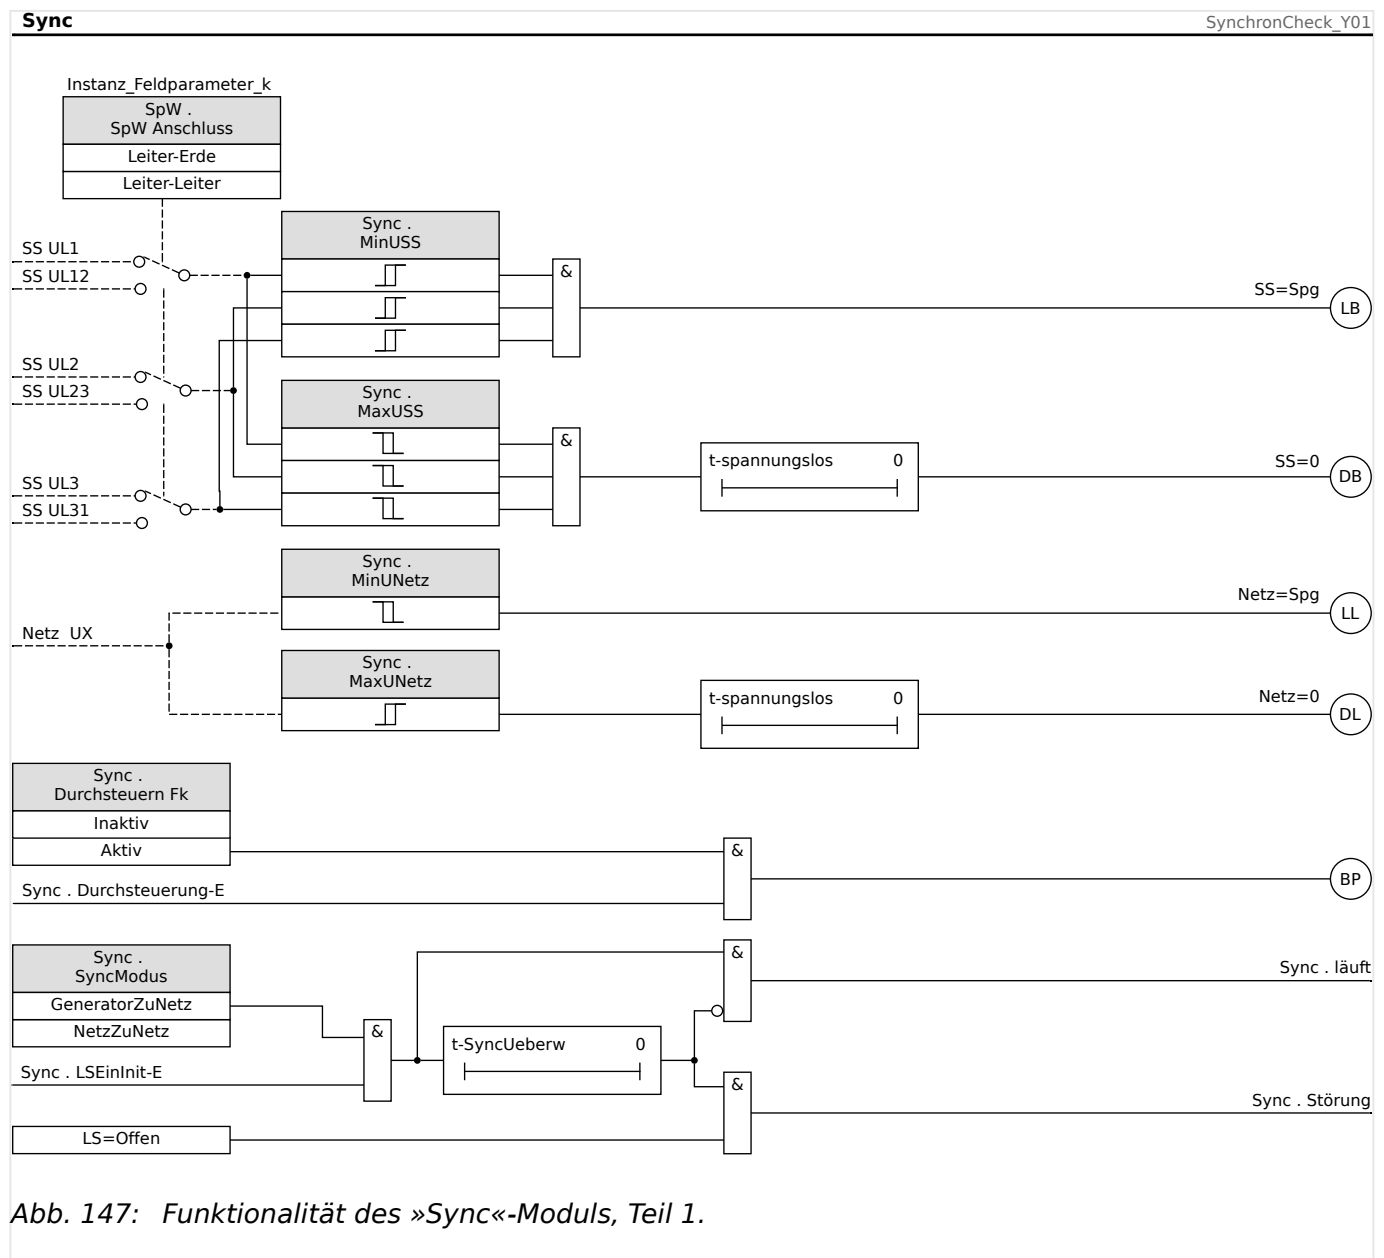 Sync
SynchronCheck_Y01
Instanz_Feldparameter_k
SpW .
SpW Anschluss
Leiter-Erde
Leiter-Leiter
SS UL1
SS UL12
SS UL2
SS UL23
SS UL3
SS UL31
Sync .
MinUSS
&
SS=Spg
LB
Sync .
MaxUSS
&
t-spannungslos 0
SS=0
DB
Sync .
MinUNetz
Netz=Spg
LL
Netz UX
Sync .
MaxUNetz
t-spannungslos 0
Netz=0
DL
Sync .
Durchsteuern Fk
Inaktiv
Aktiv
&
Sync . Durchsteuerung-E
BP
Sync .
SyncModus
GeneratorZuNetz
NetzZuNetz
&
Sync . LSEinInit-E
t-SyncUeberw 0
&
Sync . läuft
&
Sync . Störung
LS=Offen
Abb. 147: Funktionalität des »Sync«-Moduls, Teil 1.